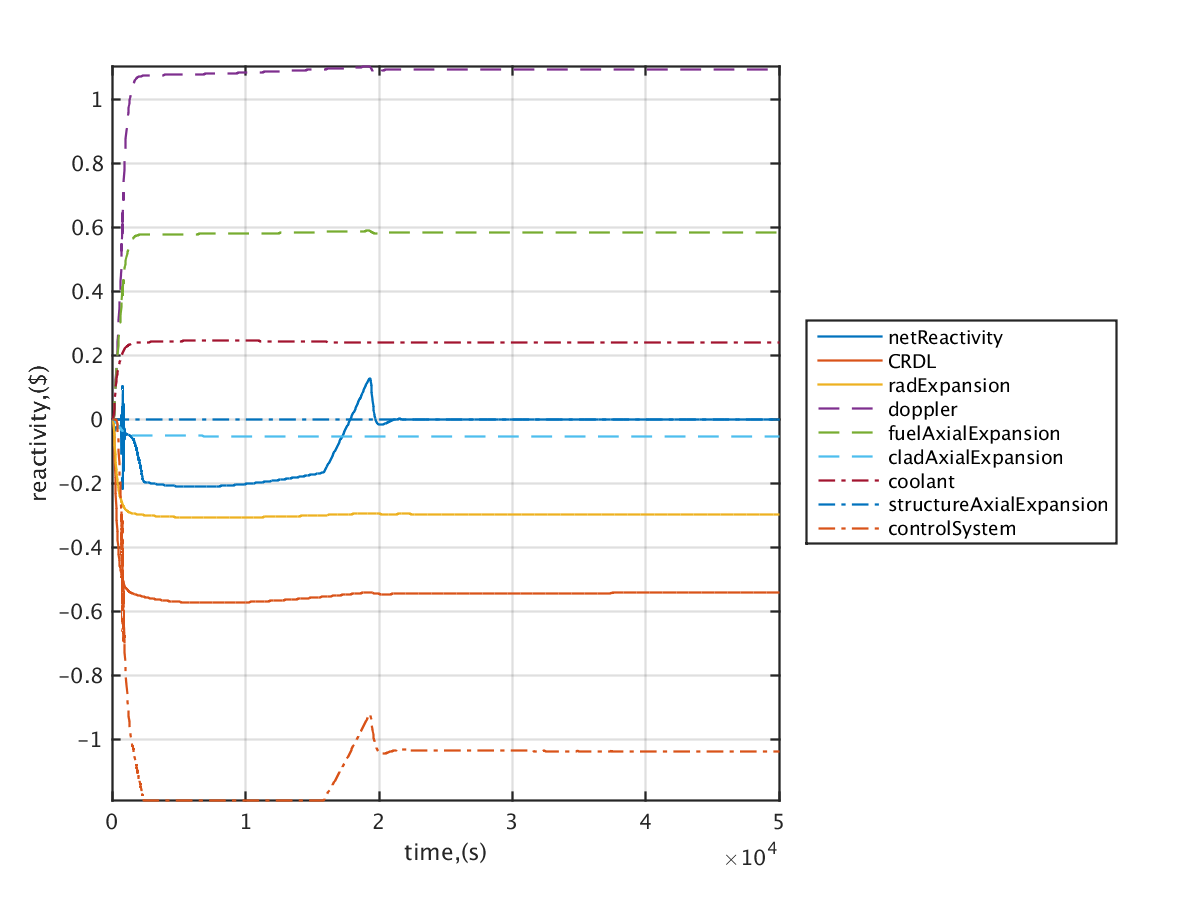 1
0.8
0.6
0.4
0.2
0
-0.2
-0.4
-0.6
-0.8
-1
reactivity,($)
0 1 2 3 4 5
time,(s)
×10^4
netReactivity
CRDL
radExpansion
doppler
fuelAxialExpansion
cladAxialExpansion
coolant
structureAxialExpansion
controlSystem